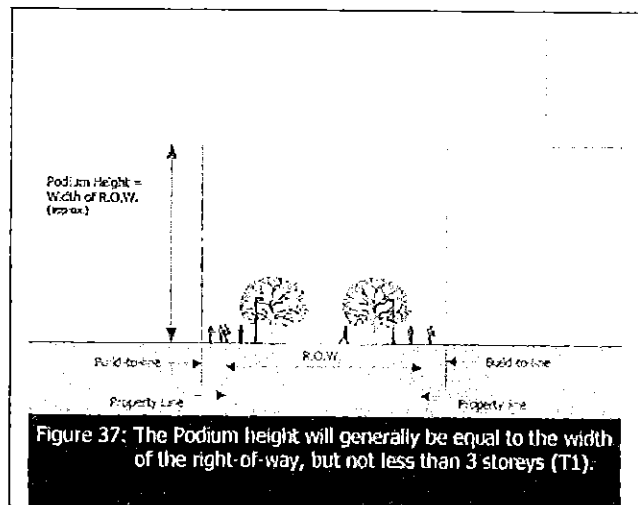 Podium Height =
Width of R.O.W.
(approx.)
R.O.W.
Build-to-line
Build-to-line
Property Line
Property line
Figure 37: The Podium height will generally be equal to the width
of the right-of-way, but not less than 3 storeys (T1).